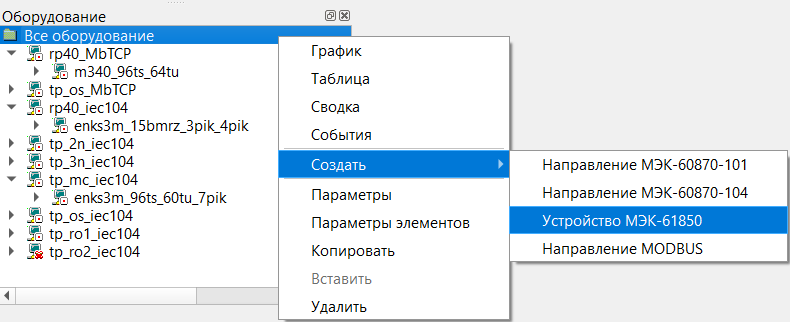 Оборудование
Все оборудование
rp40_MbTCP
m340_96ts_64tu
tp_os_MbTCP
rp40_iec104
enks3m_15bmrz_3pik_4pik
tp_2n_iec104
tp_3n_iec104
tp_mc_iec104
enks3m_96ts_60tu_7pik
tp_os_iec104
tp_ro1_iec104
tp_ro2_iec104
График
Таблица
Сводка
События
Создать
Параметры
Параметры элементов
Копировать
Вставить
Удалить
Направление МЭК-60870-101
Направление МЭК-60870-104
Устройство МЭК-61850
Направление MODBUS